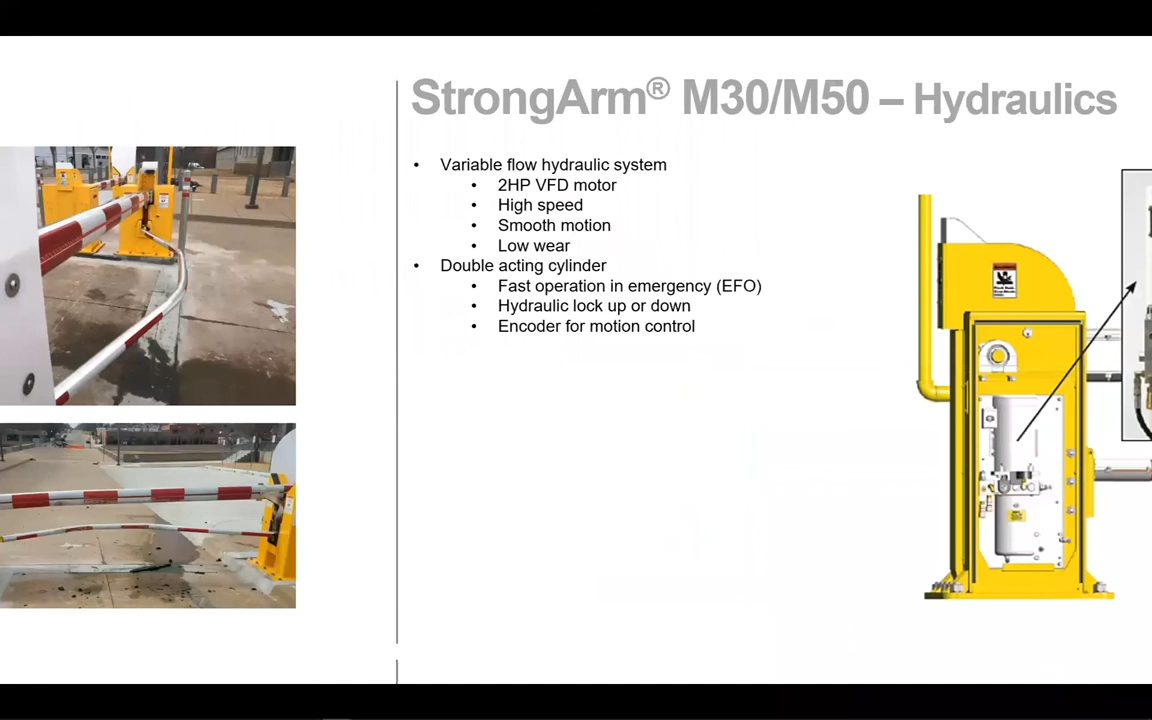 StrongArm® M30/M50 – Hydraulics
• Variable flow hydraulic system
• 2HP VFD motor
• High speed
• Smooth motion
• Low wear
• Double acting cylinder
• Fast operation in emergency (EFO)
• Hydraulic lock up or down
• Encoder for motion control